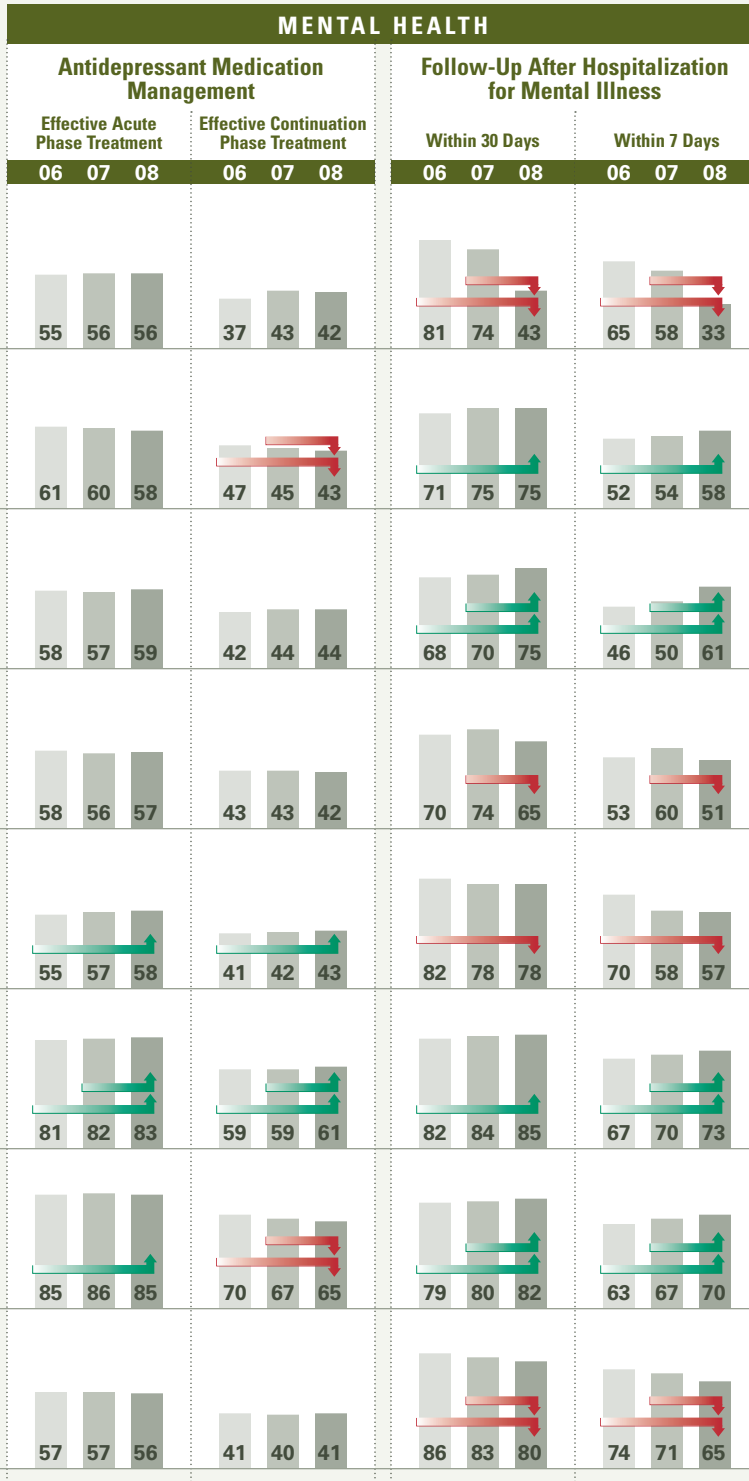 MENTAL HEALTH
Antidepressant Medication
Management
Follow-Up After Hospitalization
for Mental Illness
Effective Acute
Phase Treatment
Effective Continuation
Phase Treatment
Within 30 Days
Within 7 Days
06 07 08 06 07 08 06 07 08 06 07 08
55 56 56 37 43 42 81 74 43 65 58 33
61 60 58 47 45 43 71 75 75 52 54 58
58 57 59 42 44 44 68 70 75 46 50 61
58 56 57 43 43 42 70 74 65 53 60 51
55 57 58 41 42 43 82 78 78 70 58 57
81 82 83 59 59 61 82 84 85 67 70 73
85 86 85 70 67 65 79 80 82 63 67 70
57 57 56 41 40 41 86 83 80 74 71 65